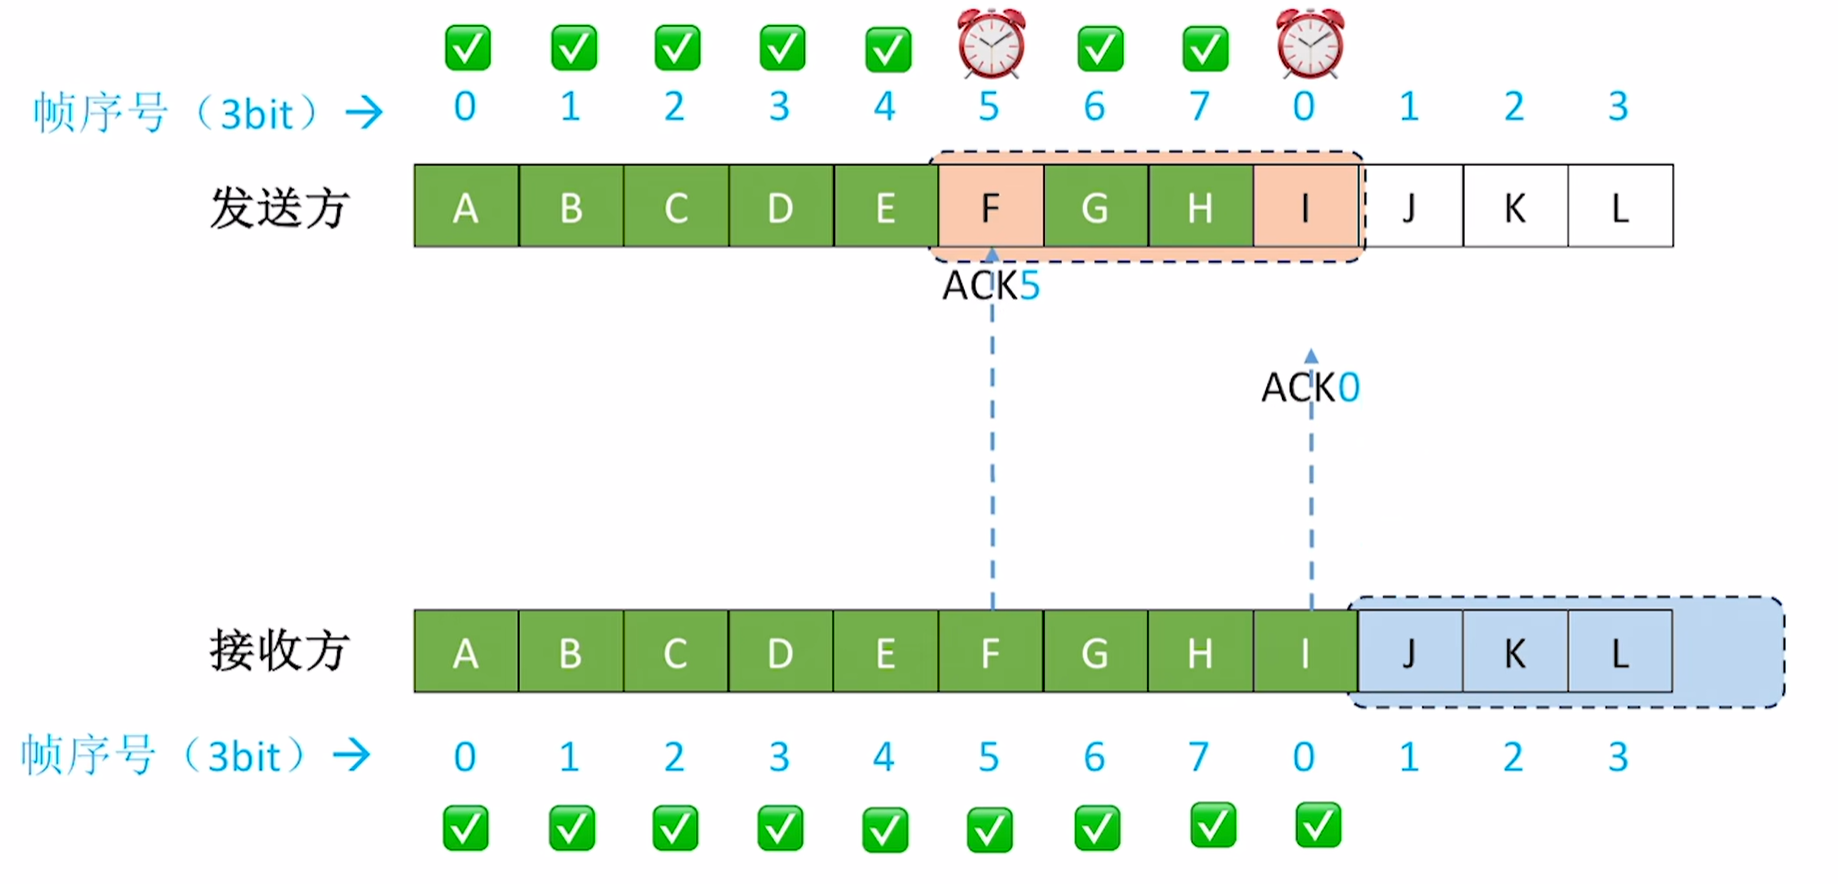 帧序号（3bit）→ 0 1 2 3 4 5 6 7 0 1 2 3
发送方 A B C D E F G H I J K L
ACK5
ACK0
接收方 A B C D E F G H I J K L
帧序号（3bit）→ 0 1 2 3 4 5 6 7 0 1 2 3